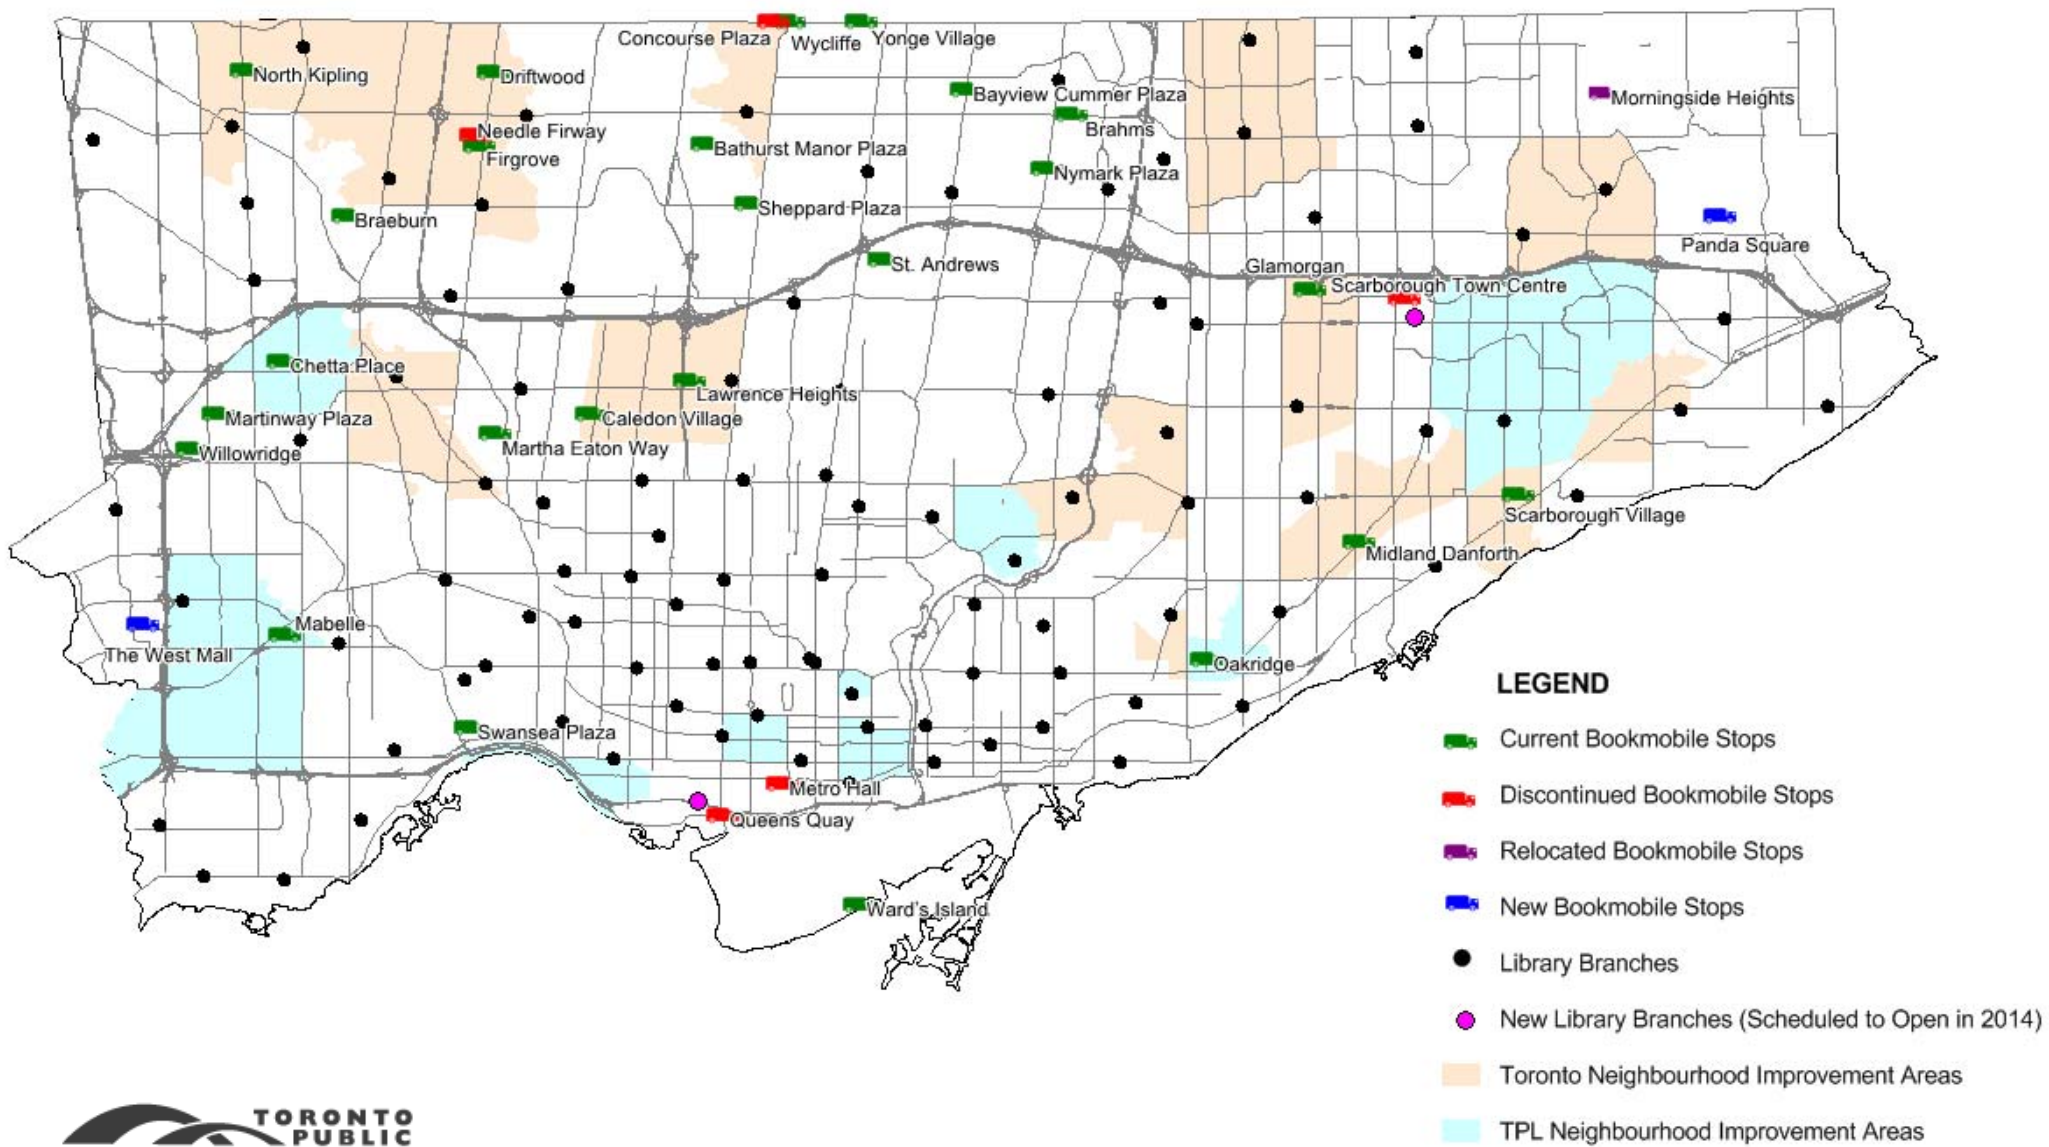 Concourse Plaza
Wycliffe
Yonge Village
North Kipling
Driftwood
Bayview Cummer Plaza
Morningside Heights
Needle Firway
Brahms
Firgrove
Bathurst Manor Plaza
Nymark Plaza
Braeburn
Sheppard Plaza
Panda Square
St. Andrews
Glamorgan
Scarborough Town Centre
Chetta Place
Lawrence Heights
Martinway Plaza
Caledon Village
Willowridge
Martha Eaton Way
Scarborough Village
Midland Danforth
Mabelle
The West Mall
Oakridge
Swansea Plaza
Metro Hall
Queens Quay
Ward's Island
LEGEND
Current Bookmobile Stops
Discontinued Bookmobile Stops
Relocated Bookmobile Stops
New Bookmobile Stops
Library Branches
New Library Branches (Scheduled to Open in 2014)
Toronto Neighbourhood Improvement Areas
TPL Neighbourhood Improvement Areas
TORONTO
PUBLIC